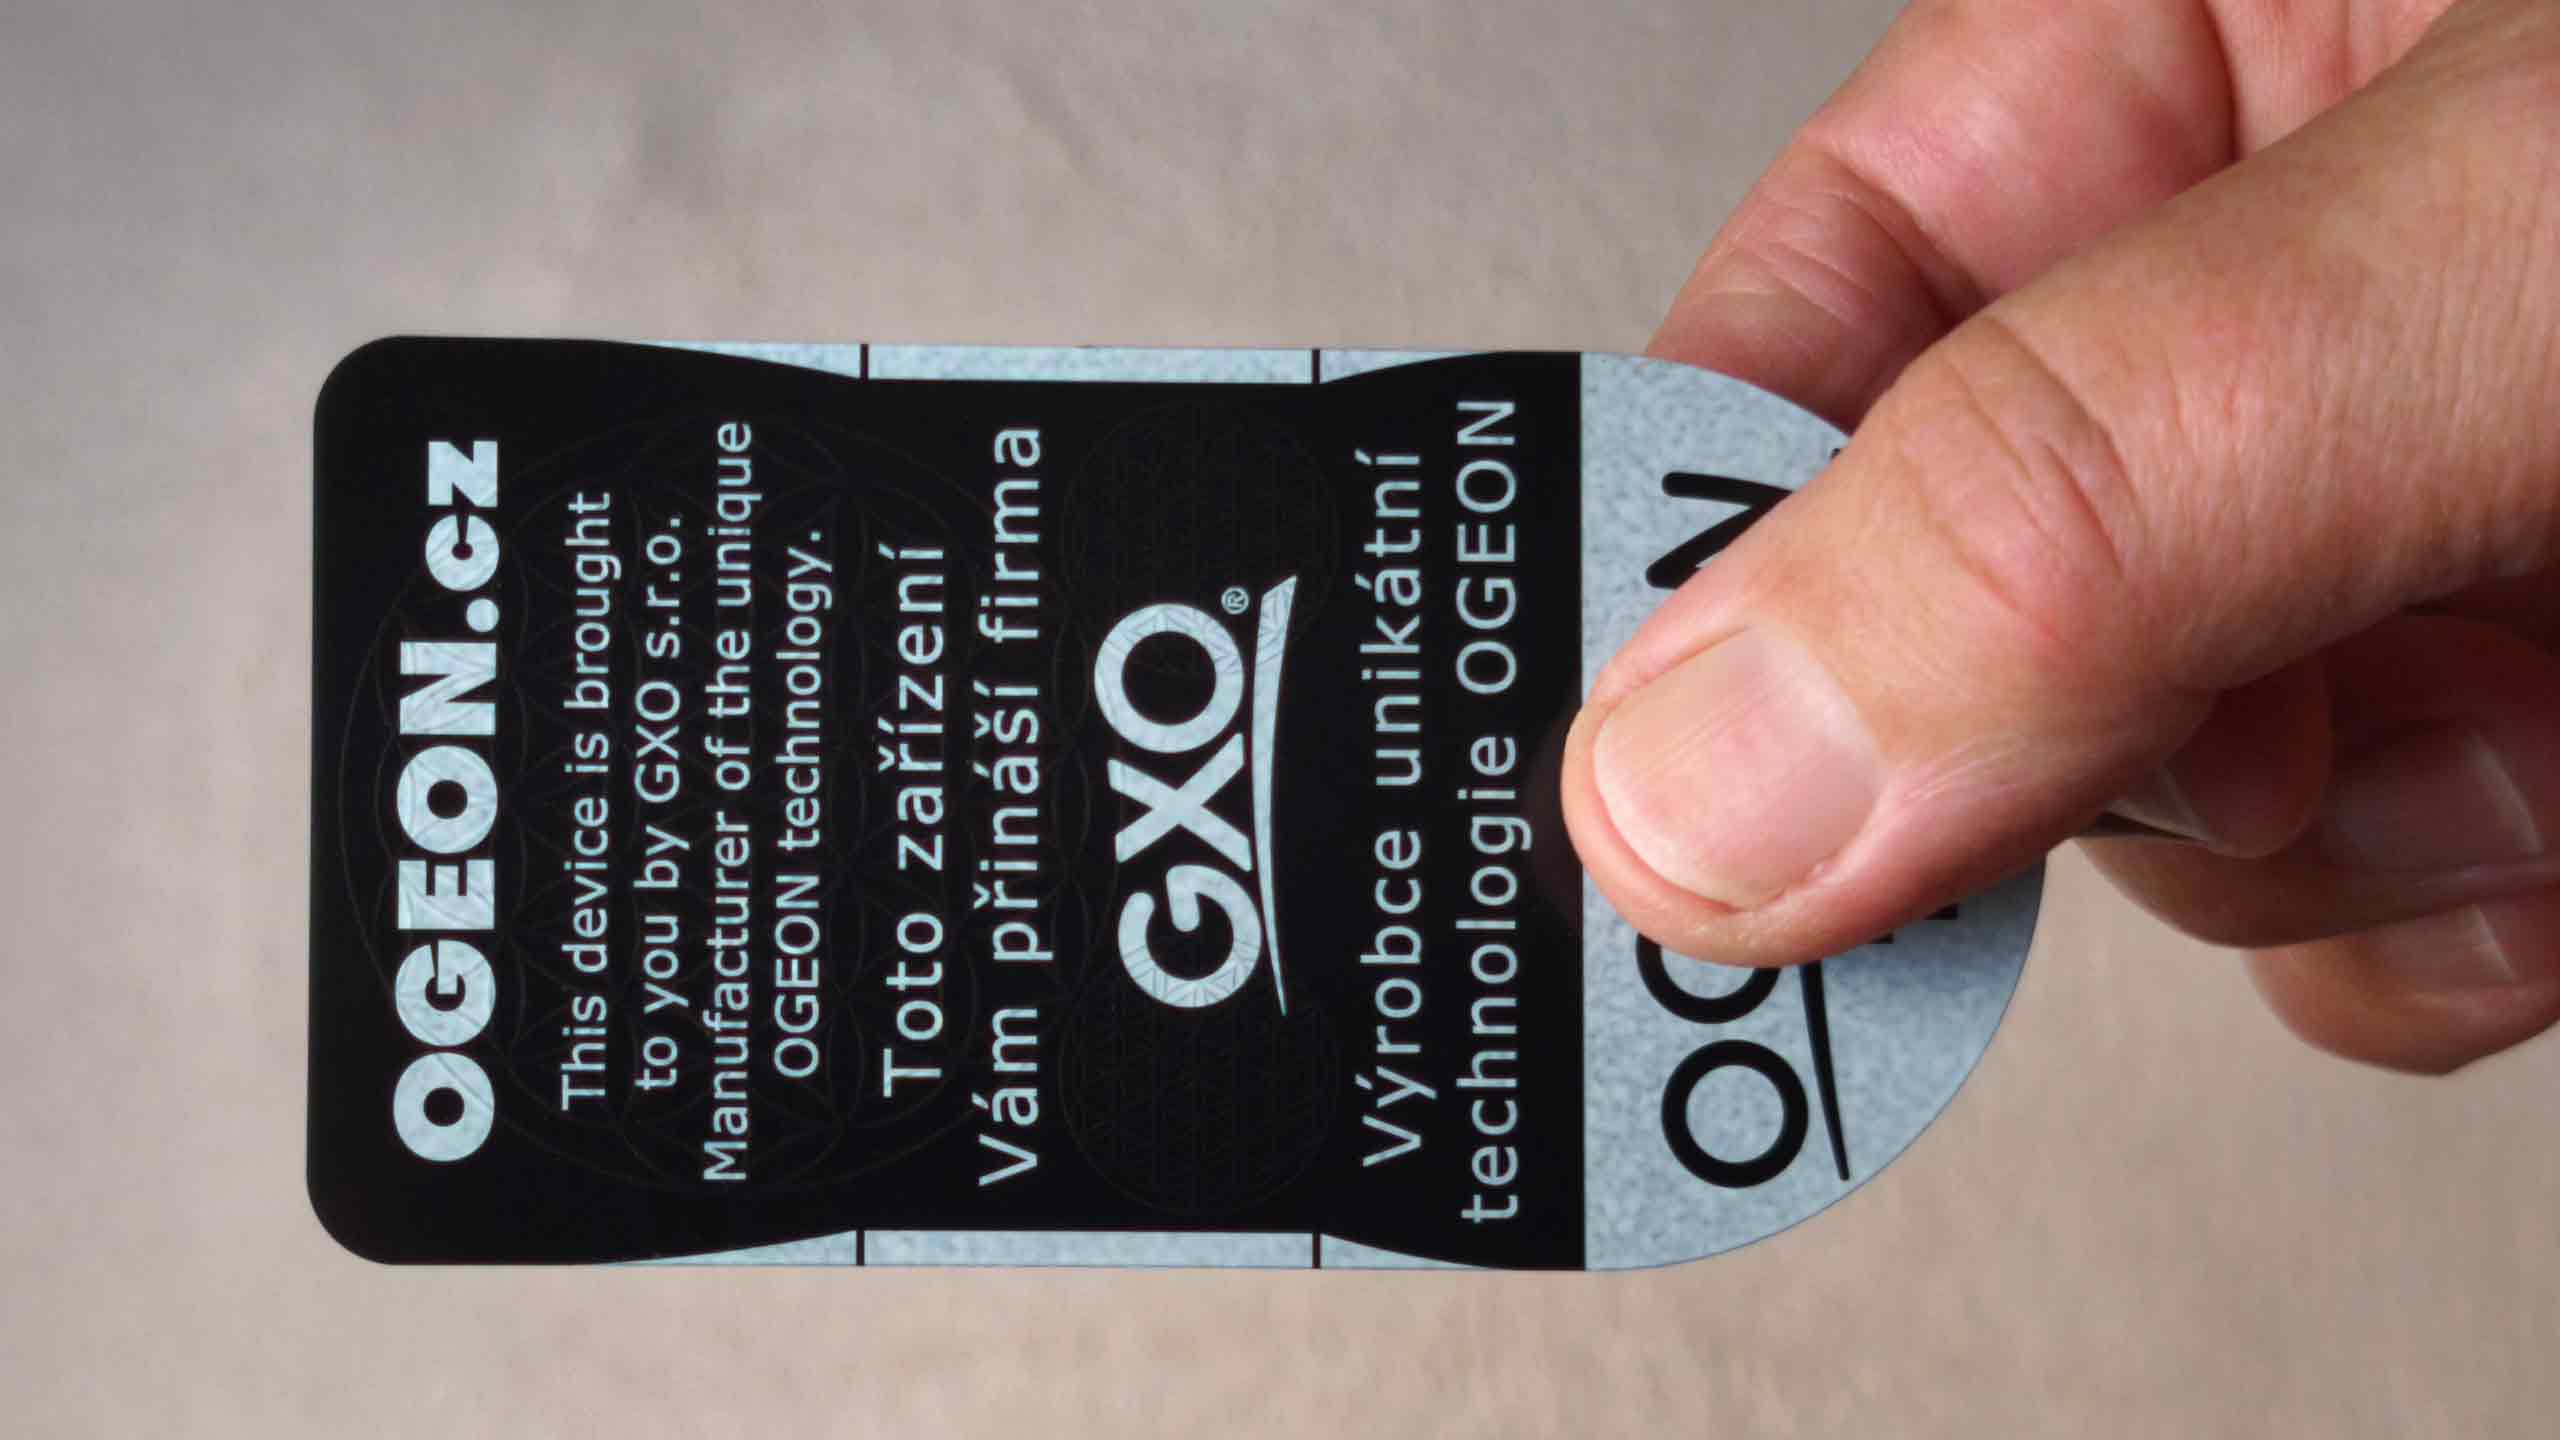 OGEON.cz
This device is brought
to you by GXO s.r.o.
Manufacturer of the unique
OGEON technology.
Toto zařízení
Vám přináší firma
GXO®
Výrobce unikátní
technologie OGEON